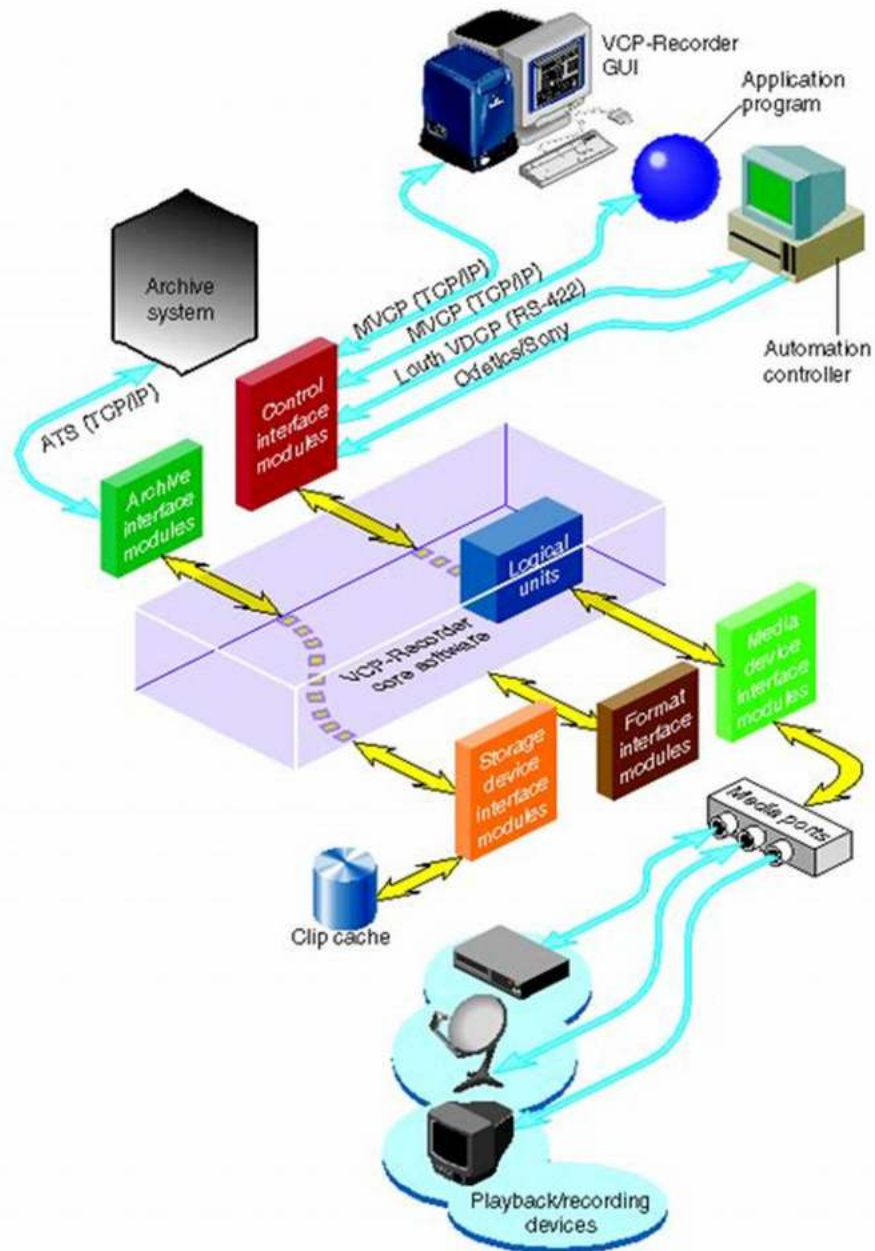 VCP-Recorder
GUI
Application
program
Archive
system
MVCP (TCP/IP)
MVCP (TCP/IP)
Louth VDCP (RS-422)
Odetics/Sony
Automation
controller
ATS (TCP/IP)
Control
interface
modules
Archive
interface
modules
Logical
units
VCP-Recorder
core software
Media
device
interface
modules
Format
interface
modules
Storage
device
interface
modules
Media ports
Clip cache
Playback/recording
devices